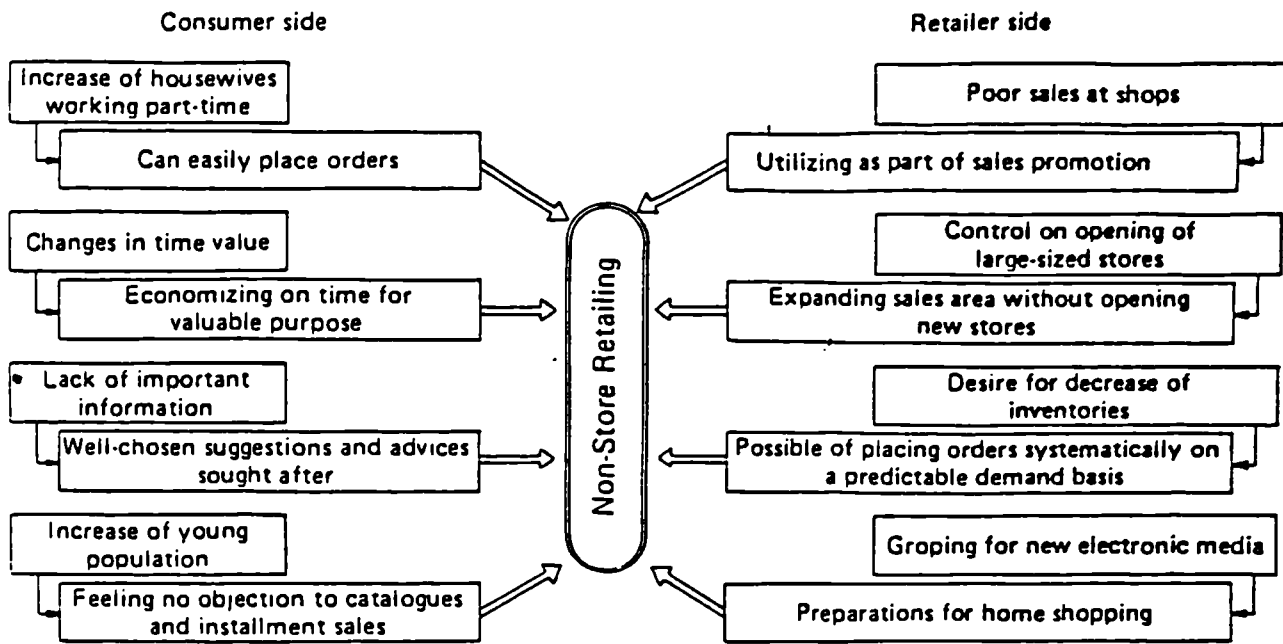 Consumer side
Increase of housewives
working part-time
Can easily place orders
Changes in time value
Economizing on time for
valuable purpose
Lack of important
information
Well-chosen suggestions and advices
sought after
Increase of young
population
Feeling no objection to catalogues
and installment sales
Non-Store Retailing
Retailer side
Poor sales at shops
Utilizing as part of sales promotion
Control on opening of
large-sized stores
Expanding sales area without opening
new stores
Desire for decrease of
inventories
Possible of placing orders systematically on
a predictable demand basis
Groping for new electronic media
Preparations for home shopping